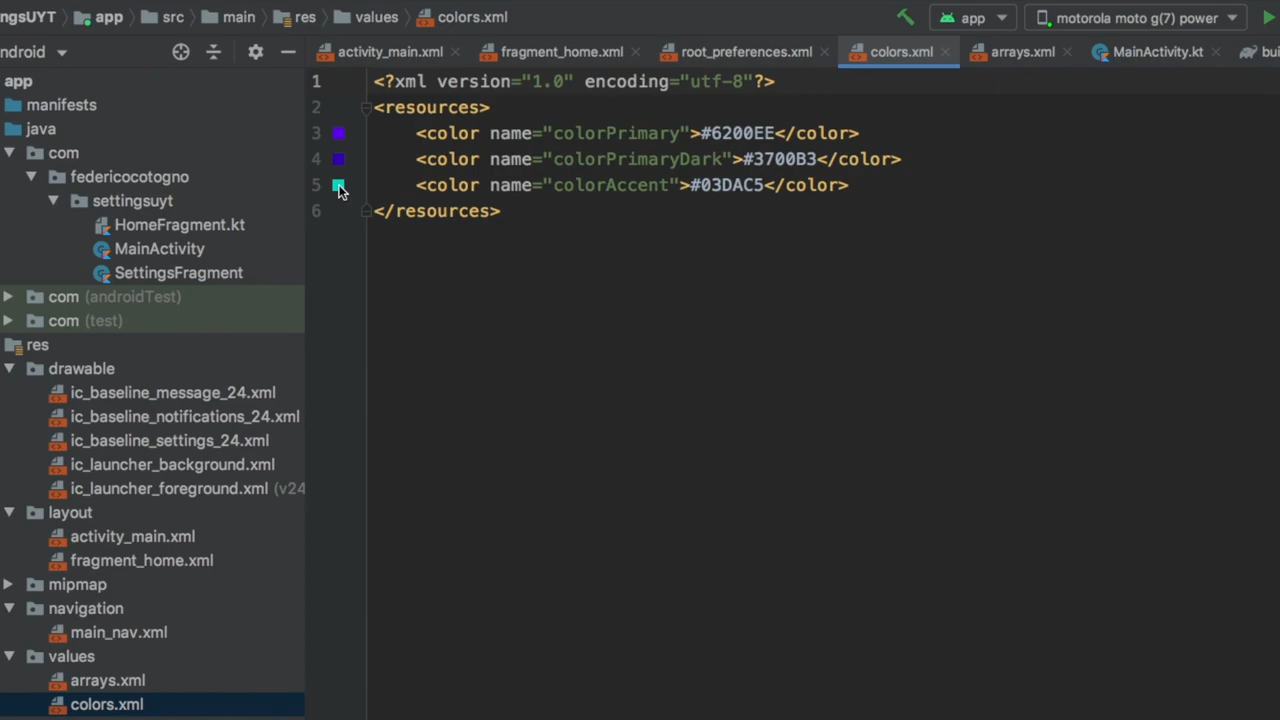 ngsUYT app src main res values colors.xml app motorola moto g(7) power
ndroid activity_main.xml fragment_home.xml root_preferences.xml colors.xml arrays.xml MainActivity.kt bui
app
manifests
java
com
federicocotogno
settingsuyt
HomeFragment.kt
MainActivity
SettingsFragment
com (androidTest)
com (test)
res
drawable
ic_baseline_message_24.xml
ic_baseline_notifications_24.xml
ic_baseline_settings_24.xml
ic_launcher_background.xml
ic_launcher_foreground.xml (v24
layout
activity_main.xml
fragment_home.xml
mipmap
navigation
main_nav.xml
values
arrays.xml
colors.xml
1 <?xml version="1.0" encoding="utf-8"?>
2 <resources>
3 <color name="colorPrimary">#6200EE</color>
4 <color name="colorPrimaryDark">#3700B3</color>
5 <color name="colorAccent">#03DAC5</color>
6 </resources>